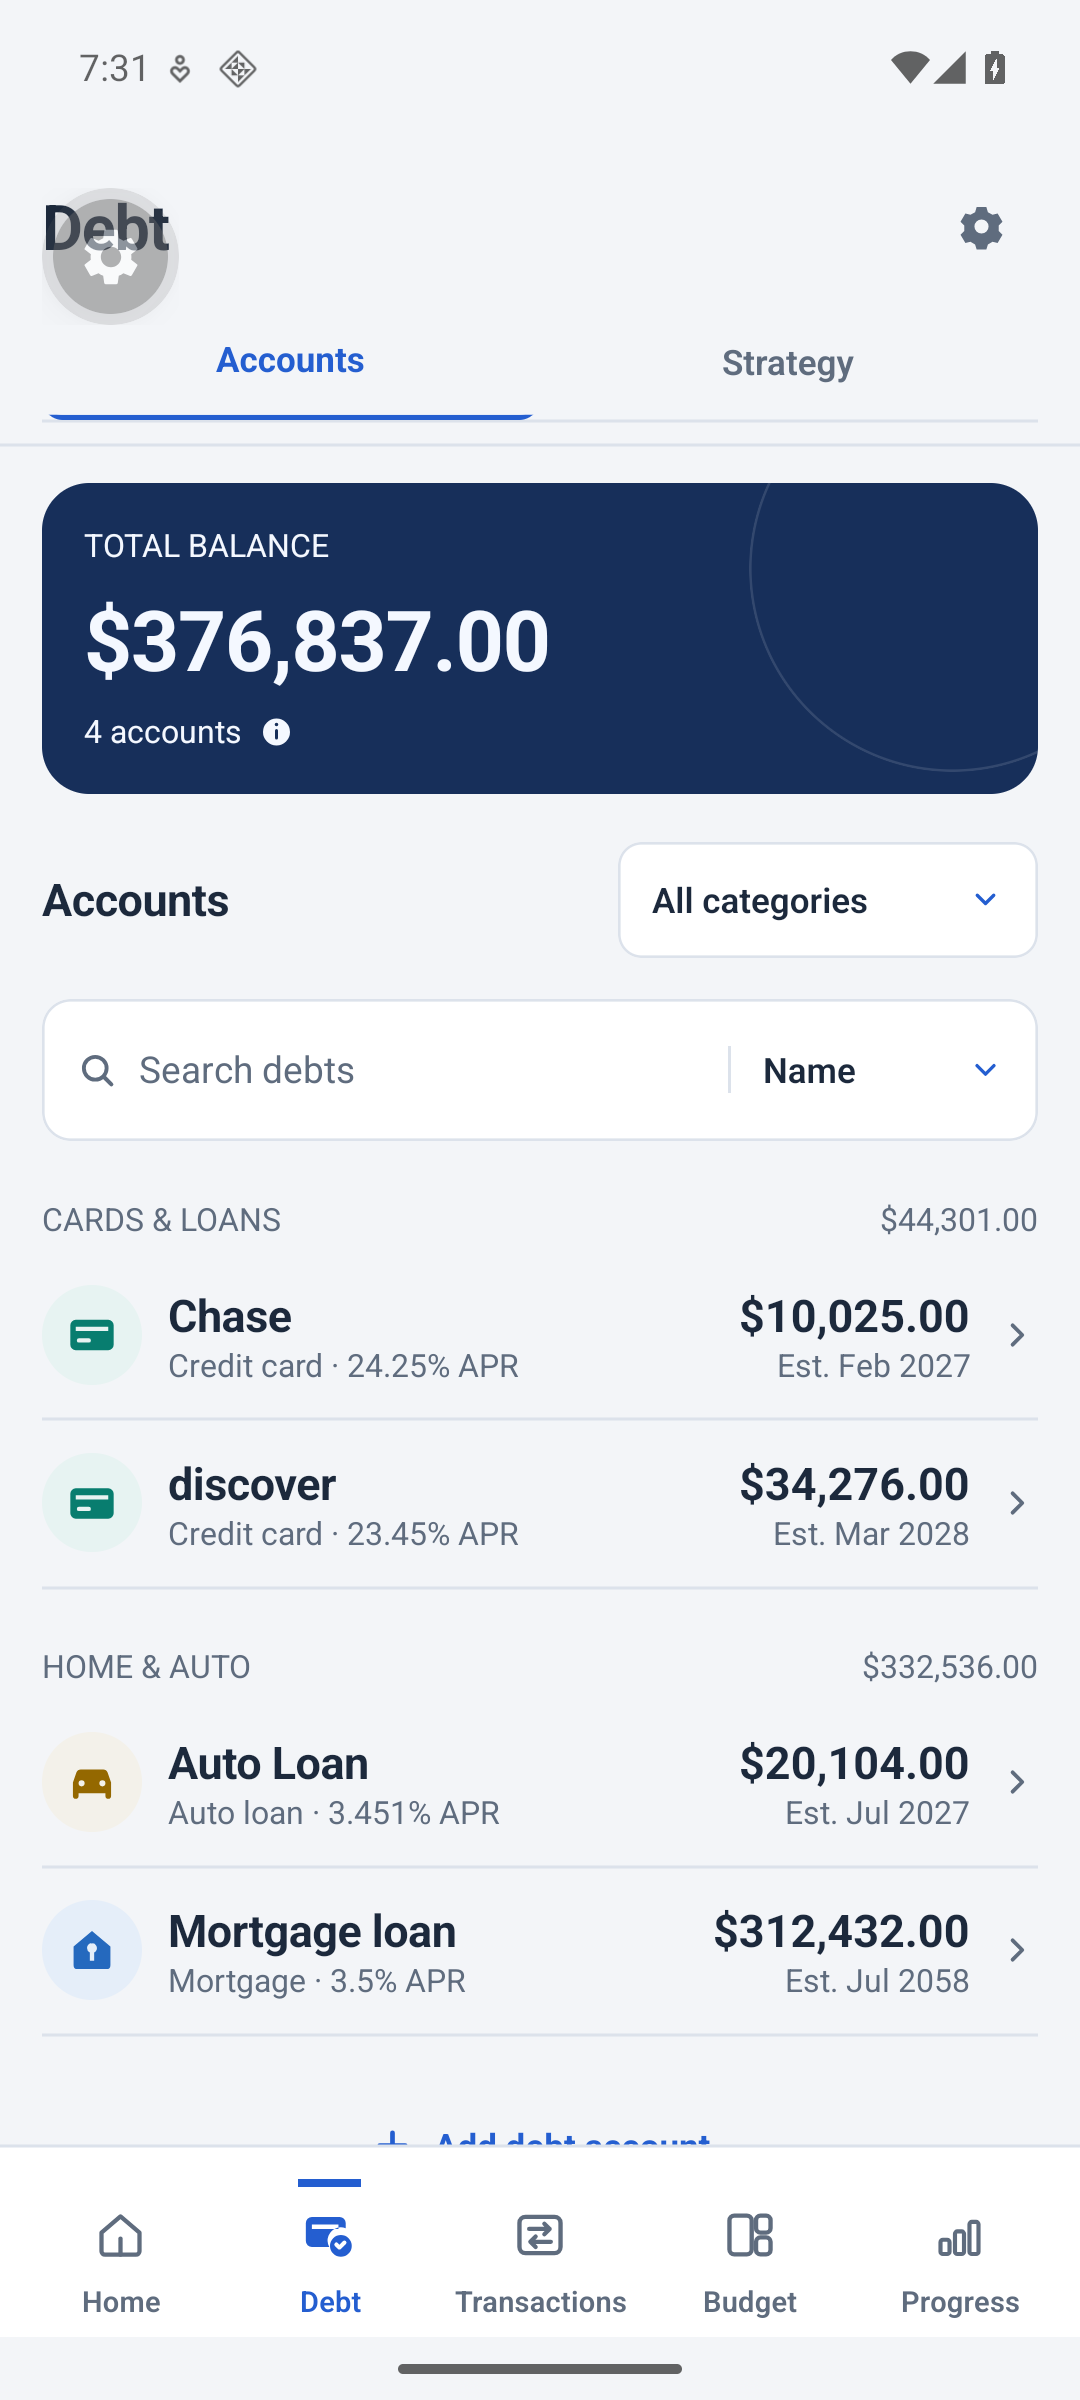 7:31
Debt
Accounts
Strategy
TOTAL BALANCE
$376,837.00
4 accounts
Accounts
All categories
Search debts
Name
CARDS & LOANS
$44,301.00
Chase
$10,025.00
Credit card · 24.25% APR
Est. Feb 2027
discover
$34,276.00
Credit card · 23.45% APR
Est. Mar 2028
HOME & AUTO
$332,536.00
Auto Loan
$20,104.00
Auto loan · 3.451% APR
Est. Jul 2027
Mortgage loan
$312,432.00
Mortgage · 3.5% APR
Est. Jul 2058
Add debt account
Home
Debt
Transactions
Budget
Progress